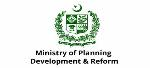 Ministry of Planning
Development & Reform